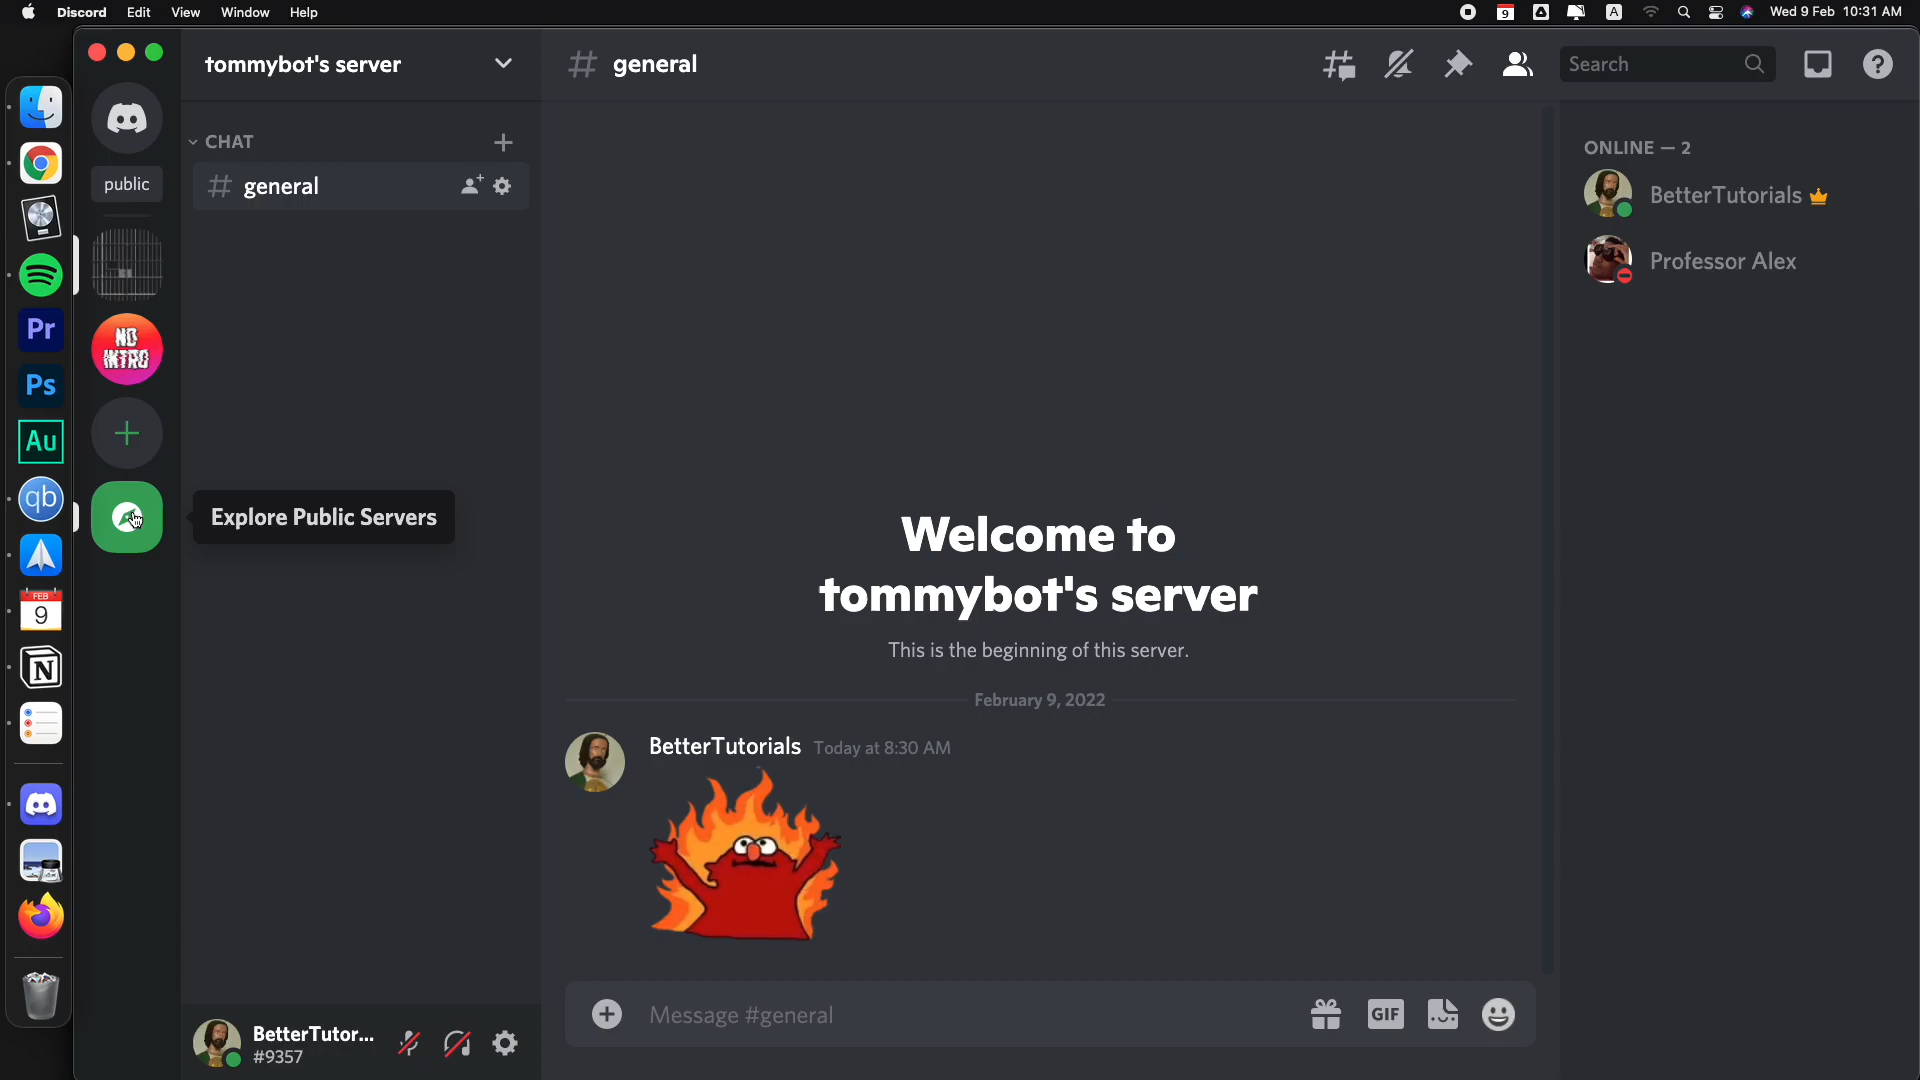 Discord Edit View Window Help
9
A
Wed 9 Feb 10:31 AM
tommybot's server
general
Search
public
CHAT
general
ONLINE — 2
BetterTutorials
Professor Alex
NO
INTRO
Pr
Ps
Au
qb
FEB
9
N
Explore Public Servers
Welcome to
tommybot's server
This is the beginning of this server.
February 9, 2022
BetterTutorials Today at 8:30 AM
Message #general
GIF
BetterTutor...
#9357